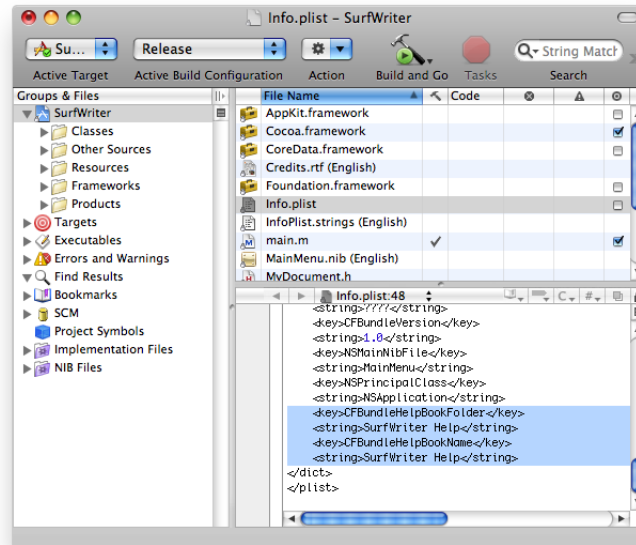 Info.plist - SurfWriter
Su...
Release
String Matc
Active Target
Active Build Configuration
Action
Build and Go
Tasks
Search
Groups & Files
SurfWriter
Classes
Other Sources
Resources
Frameworks
Products
Targets
Executables
Errors and Warnings
Find Results
Bookmarks
SCM
Project Symbols
Implementation Files
NIB Files
File Name
Code
AppKit.framework
Cocoa.framework
CoreData.framework
Credits.rtf (English)
Foundation.framework
Info.plist
InfoPlist.strings (English)
main.m
MainMenu.nib (English)
MyDocument.h
Info.plist:48
C
#
<string>????</string>
<key>CFBundleVersion</key>
<string>1.0</string>
<key>NSMainNibFile</key>
<string>MainMenu</string>
<key>NSPrincipalClass</key>
<string>NSApplication</string>
<key>CFBundleHelpBookFolder</key>
<string>SurfWriter Help</string>
<key>CFBundleHelpBookName</key>
<string>SurfWriter Help</string>
</dict>
</plist>